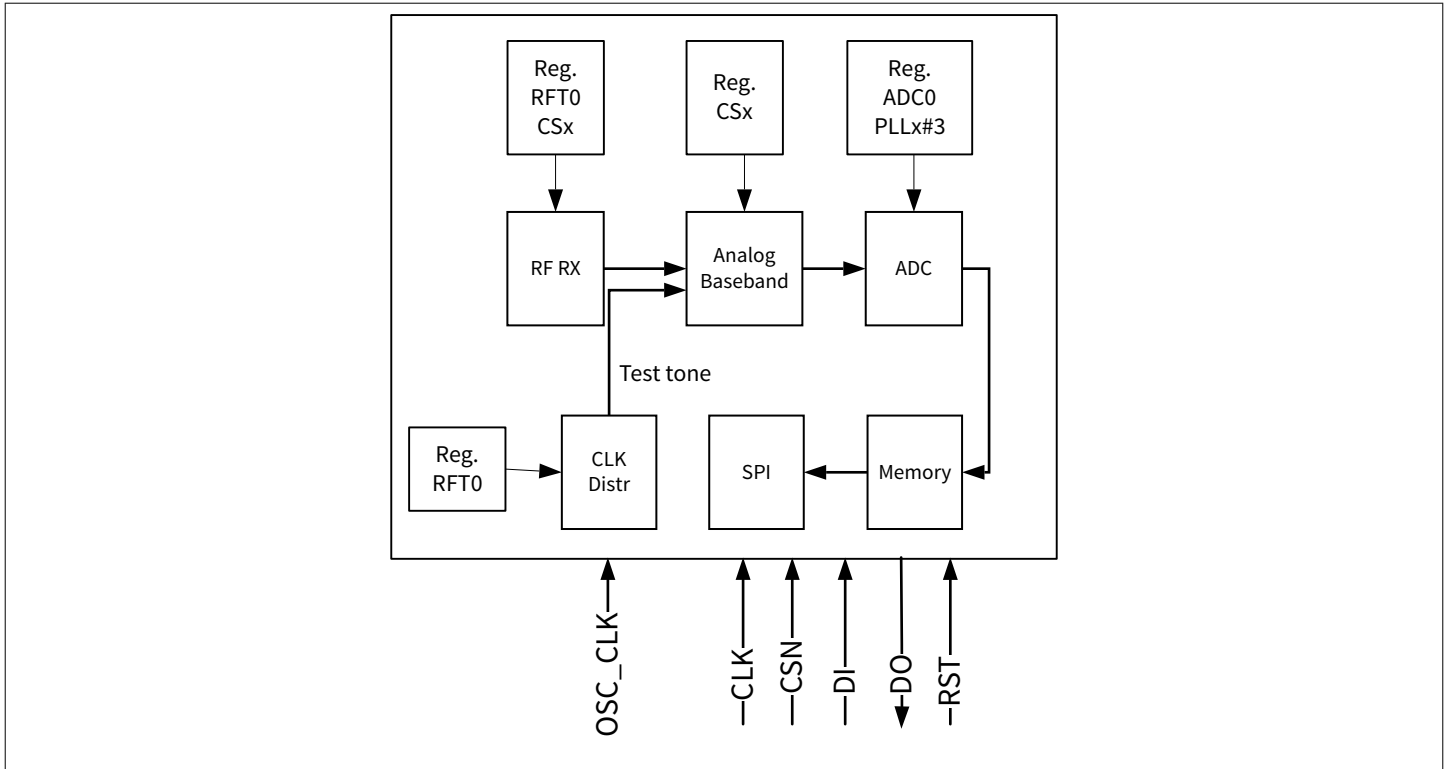 Reg.
RFT0
CSx
Reg.
CSx
Reg.
ADC0
PLLx#3
RF RX
Analog
Baseband
ADC
Test tone
Reg.
RFT0
CLK
Distr
SPI
Memory
OSC_CLK
CLK
CSN
DI
DO
RST